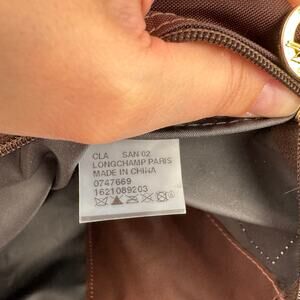 CLA SAN 02
LONGCHAMP PARIS
MADE IN CHINA
0747669
1621089203